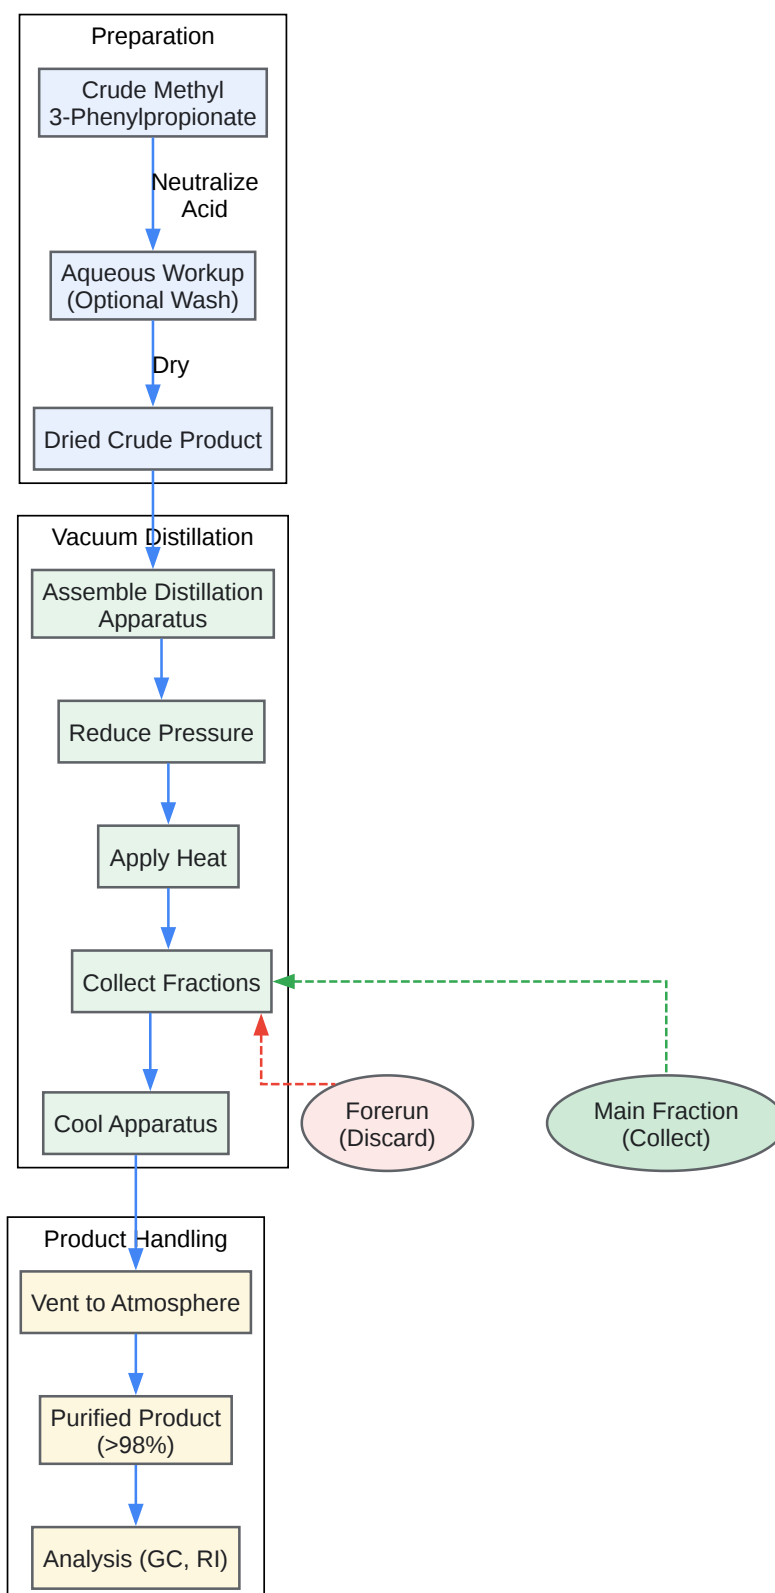 Preparation
Crude Methyl
3-Phenylpropionate
Neutralize
Acid
Aqueous Workup
(Optional Wash)
Dry
Dried Crude Product
Vacuum Distillation
Assemble Distillation
Apparatus
Reduce Pressure
Apply Heat
Collect Fractions
Cool Apparatus
Forerun
(Discard)
Main Fraction
(Collect)
Product Handling
Vent to Atmosphere
Purified Product
(>98%)
Analysis (GC, RI)